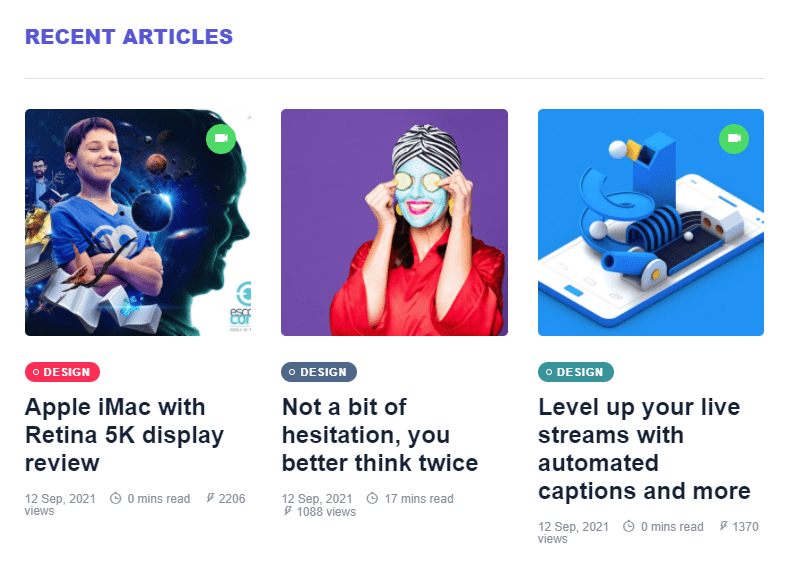 RECENT ARTICLES
DESIGN
Apple iMac with
Retina 5K display
review
12 Sep, 2021 0 mins read 2206
views
DESIGN
Not a bit of
hesitation, you
better think twice
12 Sep, 2021 17 mins read
1088 views
DESIGN
Level up your live
streams with
automated
captions and more
12 Sep, 2021 0 mins read 1370
views